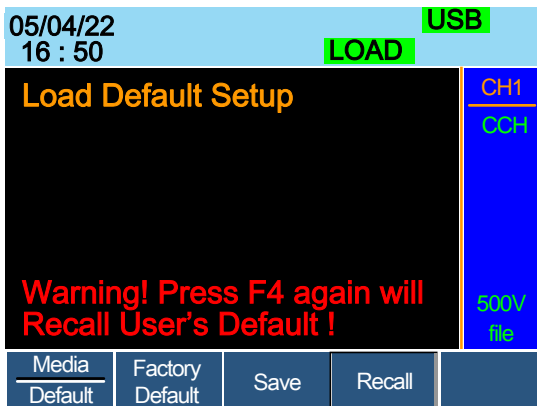 05/04/22
USB
16 : 50
LOAD
Load Default Setup
CH1
CCH
Warning! Press F4 again will
Recall User's Default !
500V
file
Media
Default
Factory
Default
Save
Recall